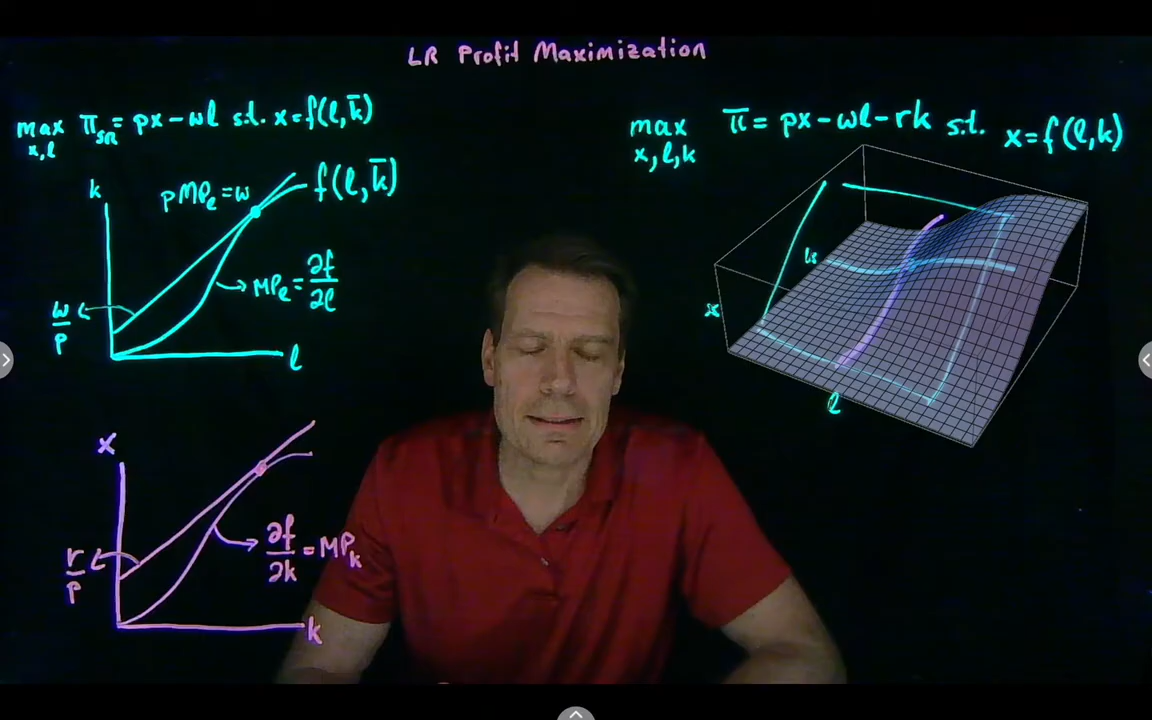 LR Profit Maximization
max π_SR = px - wl s.t. x = f(l, k̄)
x, l
k
pMP_l = w
f(l, k̄)
MP_l = ∂f/∂l
w/p
l
x
∂f/∂k = MP_k
r/p
k
max π = px - wl - rk s.t. x = f(l, k)
x, l, k
x
l